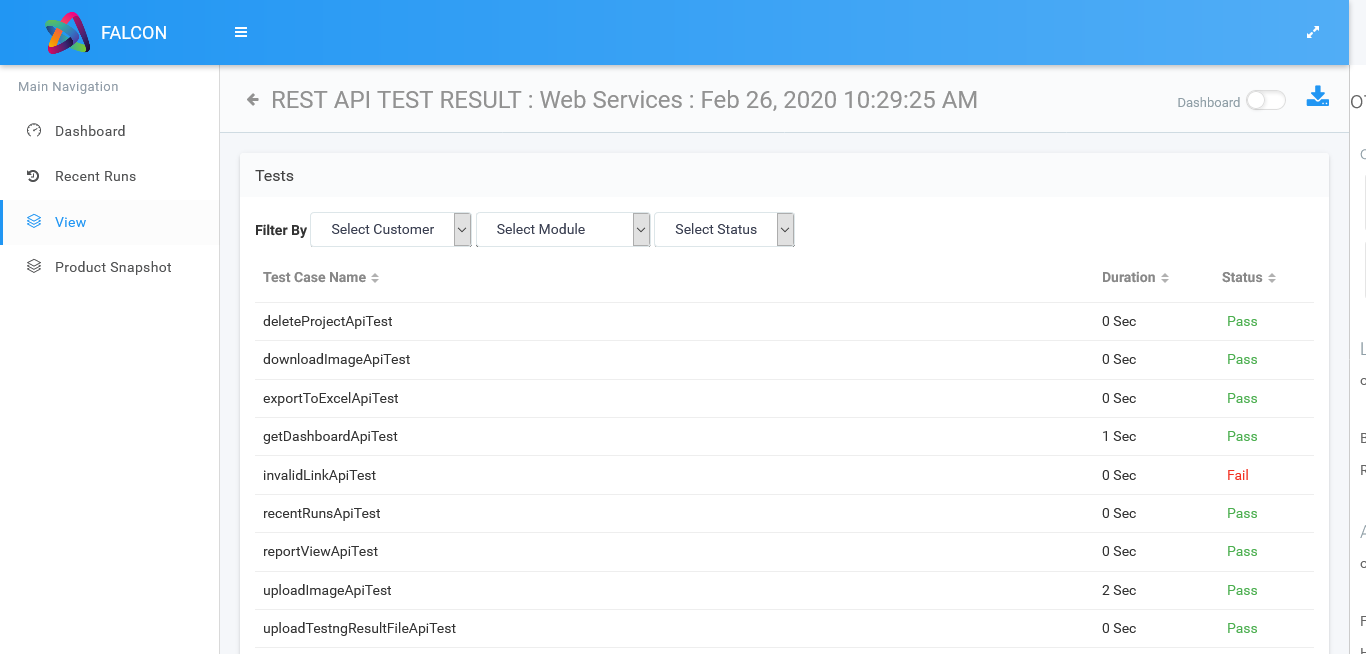 FALCON
Main Navigation
Dashboard
Recent Runs
View
Product Snapshot
REST API TEST RESULT : Web Services : Feb 26, 2020 10:29:25 AM
Dashboard
Tests
Filter By Select Customer Select Module Select Status
Test Case Name Duration Status
deleteProjectApiTest 0 Sec Pass
downloadImageApiTest 0 Sec Pass
exportToExcelApiTest 0 Sec Pass
getDashboardApiTest 1 Sec Pass
invalidLinkApiTest 0 Sec Fail
recentRunsApiTest 0 Sec Pass
reportViewApiTest 0 Sec Pass
uploadImageApiTest 2 Sec Pass
uploadTestngResultFileApiTest 0 Sec Pass